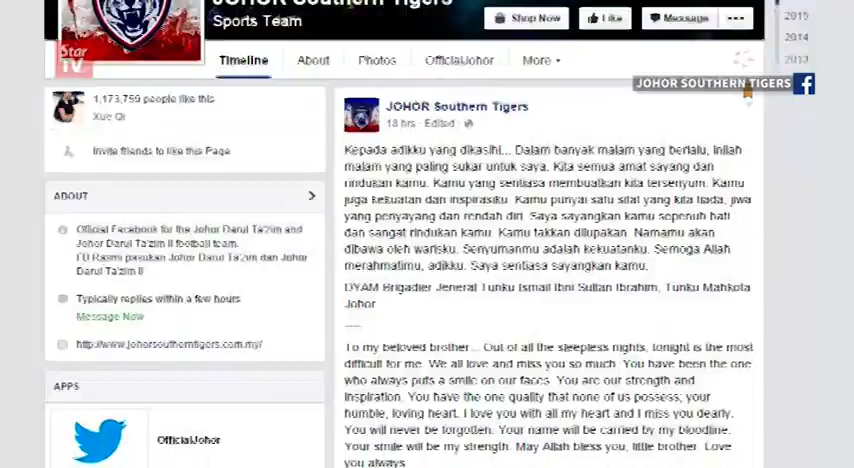 JOHOR Southern Tigers
Sports Team
Shop Now
Like
Message
2015
2014
2013
Star TV
Timeline
About
Photos
OfficialJohor
More
JOHOR SOUTHERN TIGERS
1,173,759 people like this
Xue Qi
Invite friends to like this Page
ABOUT
Official Facebook for the Johor Darul Ta'zim and
Johor Darul Ta'zim II football team.
FB Rasmi pasukan Johor Darul Ta'zim dan Johor
Darul Ta'zim II
Typically replies within a few hours
Message Now
http://www.johorsoutherntigers.com.my/
APPS
OfficialJohor
JOHOR Southern Tigers
18 hrs · Edited ·
Kepada adikku yang dikasihi... Dalam banyak malam yang berlalu, inilah
malam yang paling sukar untuk saya. Kita semua amat sayang dan
rindukan kamu. Kamu yang sentiasa membuatkan kita tersenyum. Kamu
juga kekuatan dan inspirasiku. Kamu punyai satu sifat yang kita tiada, jiwa
yang penyayang dan rendah diri. Saya sayangkan kamu sepenuh hati
dan sangat rindukan kamu. Kamu takkan dilupakan. Namamu akan
dibawa oleh warisku. Senyumanmu adalah kekuatanku. Semoga Allah
merahmatimu, adikku. Saya sentiasa sayangkan kamu.
DYAM Brigadier Jeneral Tunku Ismail Ibni Sultan Ibrahim, Tunku Mahkota
Johor
----
To my beloved brother... Out of all the sleepless nights, tonight is the most
difficult for me. We all love and miss you so much. You have been the one
who always puts a smile on our faces. You are our strength and
inspiration. You have the one quality that none of us possess; your
humble, loving heart. I love you with all my heart and I miss you dearly.
You will never be forgotten. Your name will be carried by my bloodline.
Your smile will be my strength. May Allah bless you, little brother. Love
you always